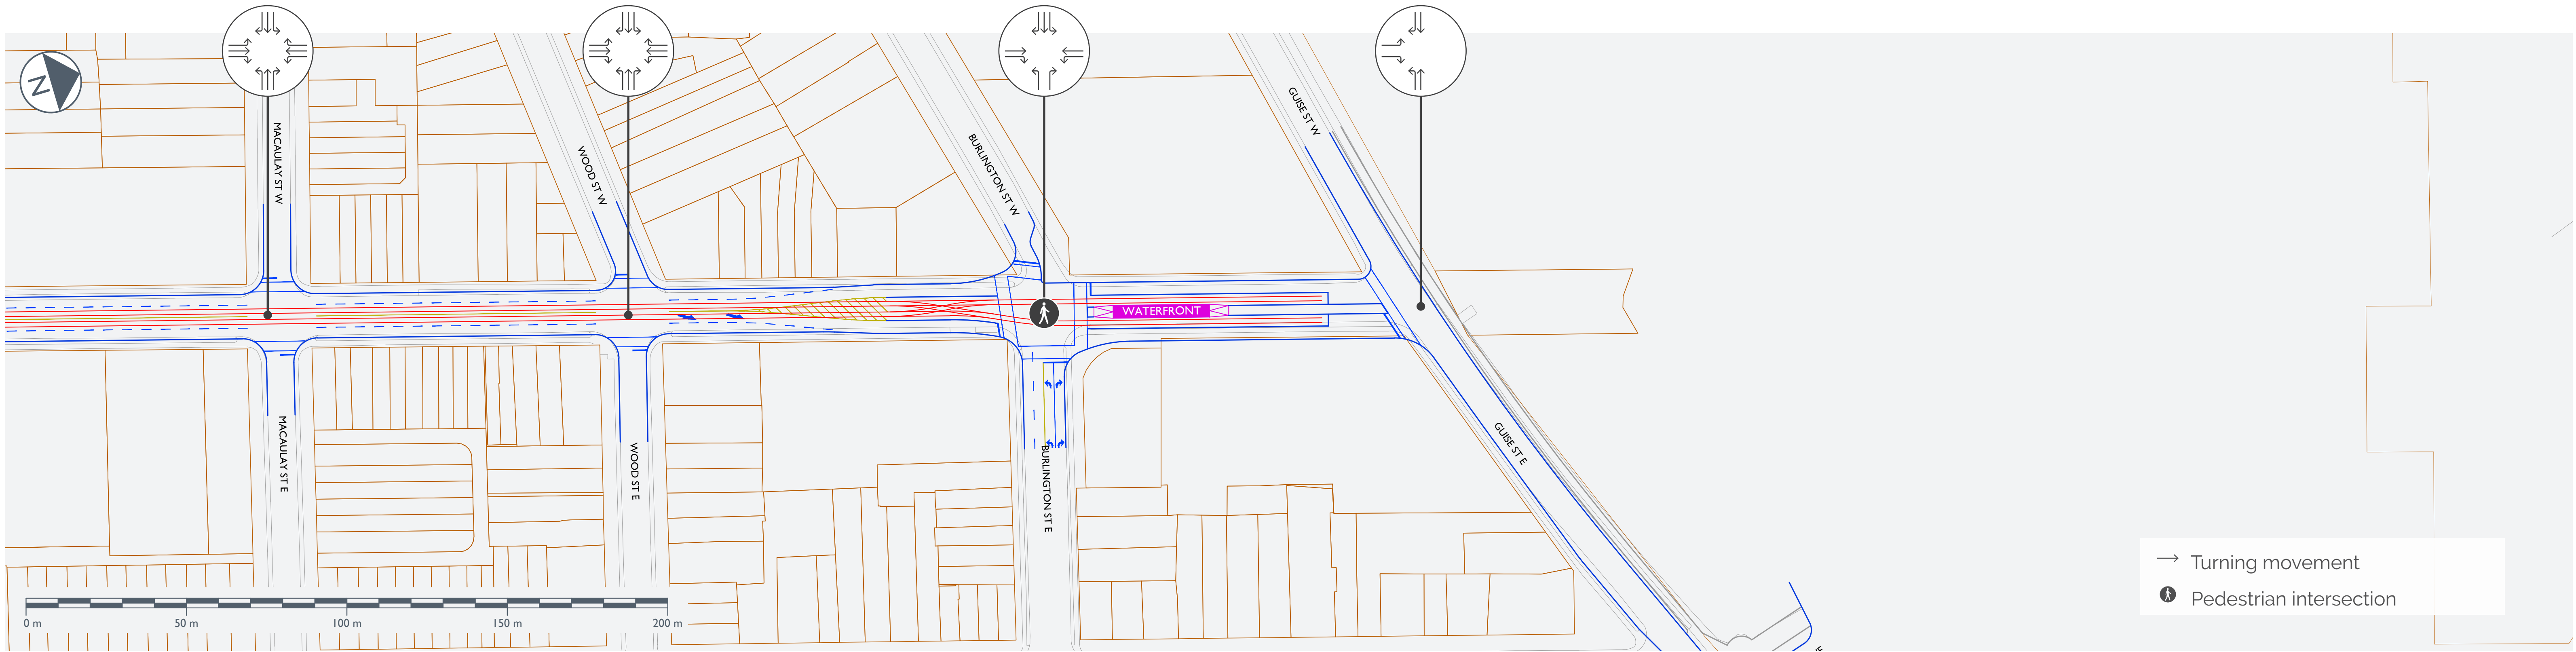 N
MACAULAY ST W
WOOD ST W
BURLINGTON ST W
GUISE ST W
WATERFRONT
MACAULAY ST E
WOOD ST E
BURLINGTON ST E
GUISE ST E
Turning movement
Pedestrian intersection
0 m
50 m
100 m
150 m
200 m